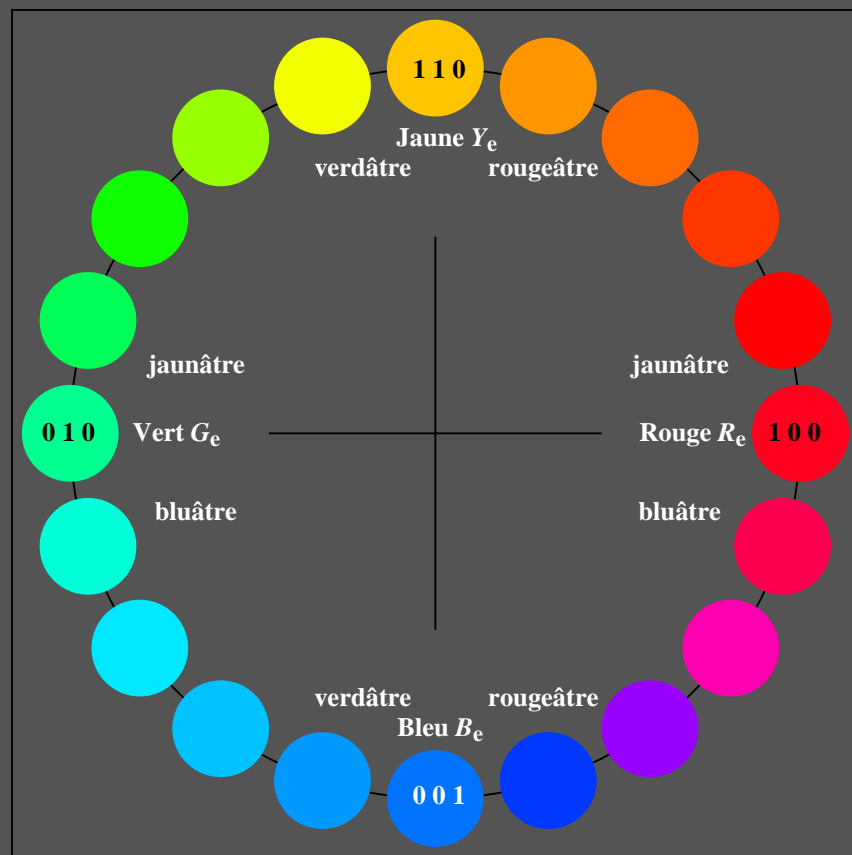 1 1 0
Jaune Ye
verdâtre rougeâtre
jaunâtre jaunâtre
0 1 0 Vert Ge Rouge Re 1 0 0
bluâtre bluâtre
verdâtre rougeâtre
Bleu Be
0 0 1